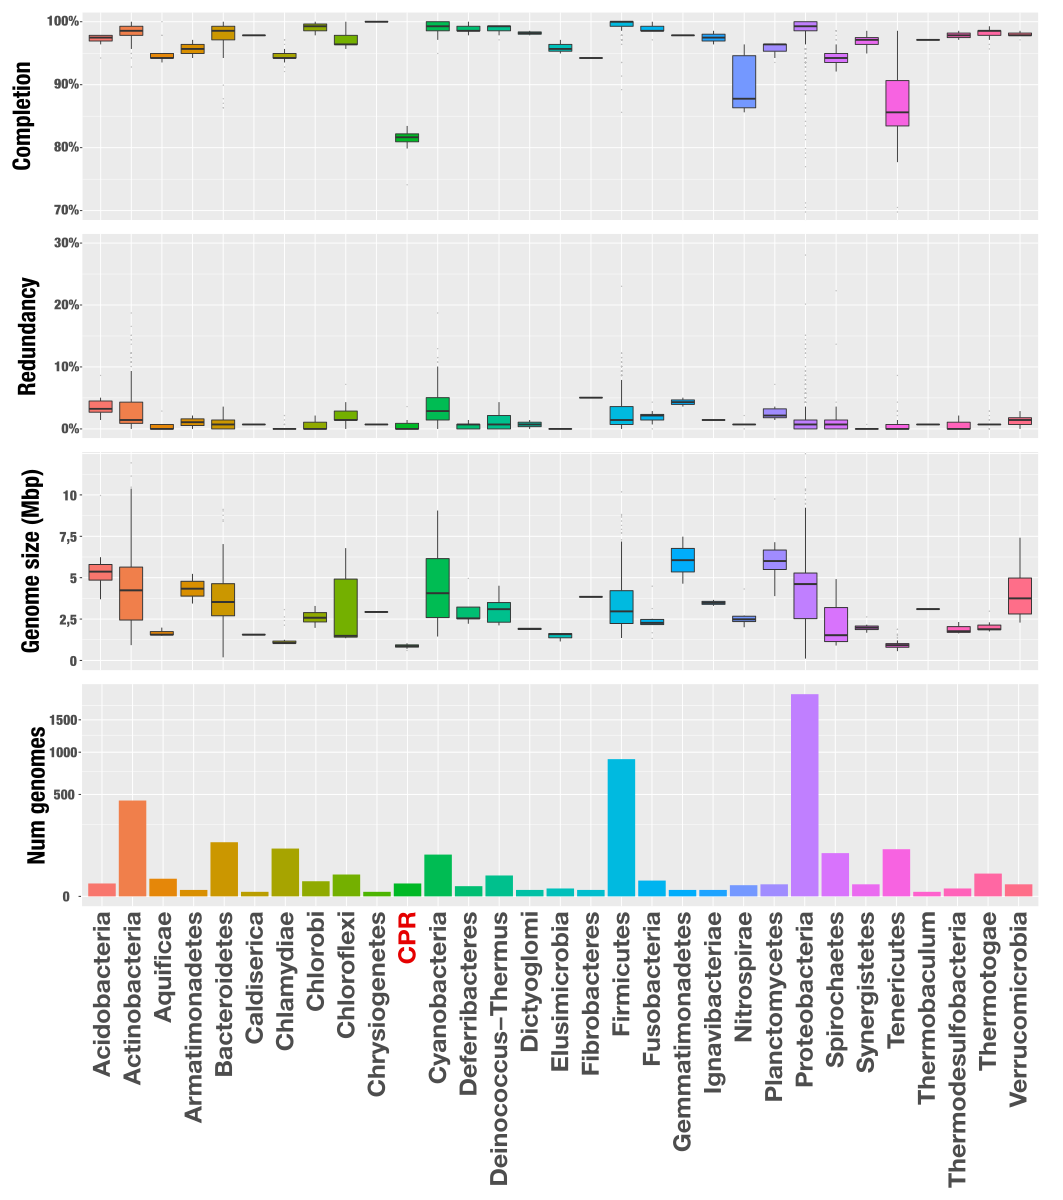 Completion
100%
90%
80%
70%
Redundancy
30%
20%
10%
0%
Genome size (Mbp)
10
7,5
5
2,5
0
Num genomes
1500
1000
500
0
Acidobacteria
Actinobacteria
Aquificae
Armatimonadetes
Bacteroidetes
Caldiserica
Chlamydiae
Chlorobi
Chloroflexi
Chrysiogenetes
CPR
Cyanobacteria
Deferribacteres
Deinococcus-Thermus
Dictyoglomi
Elusimicrobia
Fibrobacteres
Firmicutes
Fusobacteria
Gemmatimonadetes
Ignavibacteriae
Nitrospirae
Planctomycetes
Proteobacteria
Spirochaetes
Synergistetes
Tenericutes
Thermobaculum
Thermodesulfobacteria
Thermotogae
Verrucomicrobia